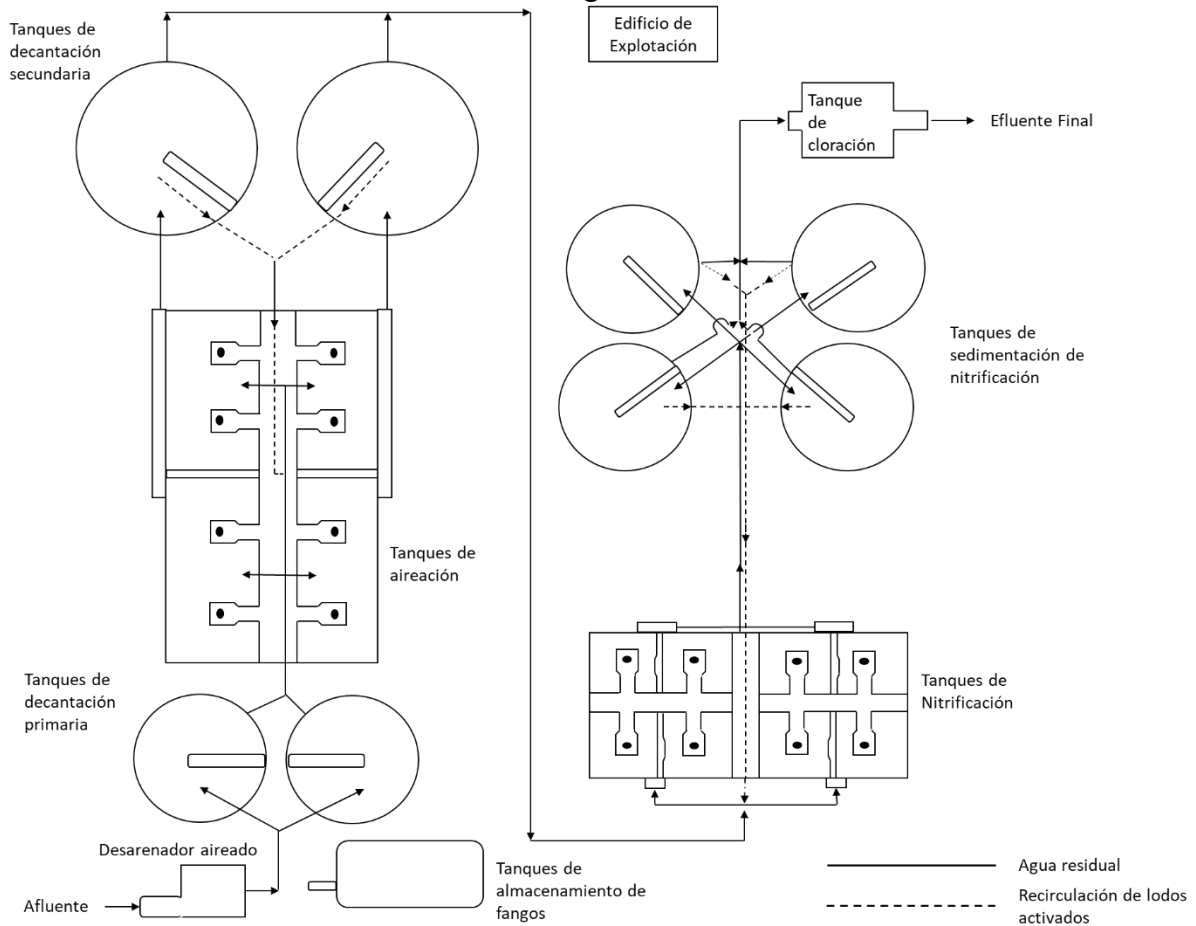 Tanques de
decantación
secundaria
Edificio de
Explotación
Tanque
de
cloración
Efluente Final
Tanques de
sedimentación de
nitrificación
Tanques de
aireación
Tanques de
decantación
primaria
Tanques de
Nitrificación
Desarenador aireado
Afluente
Tanques de
almacenamiento de
fangos
Agua residual
Recirculación de lodos
activados